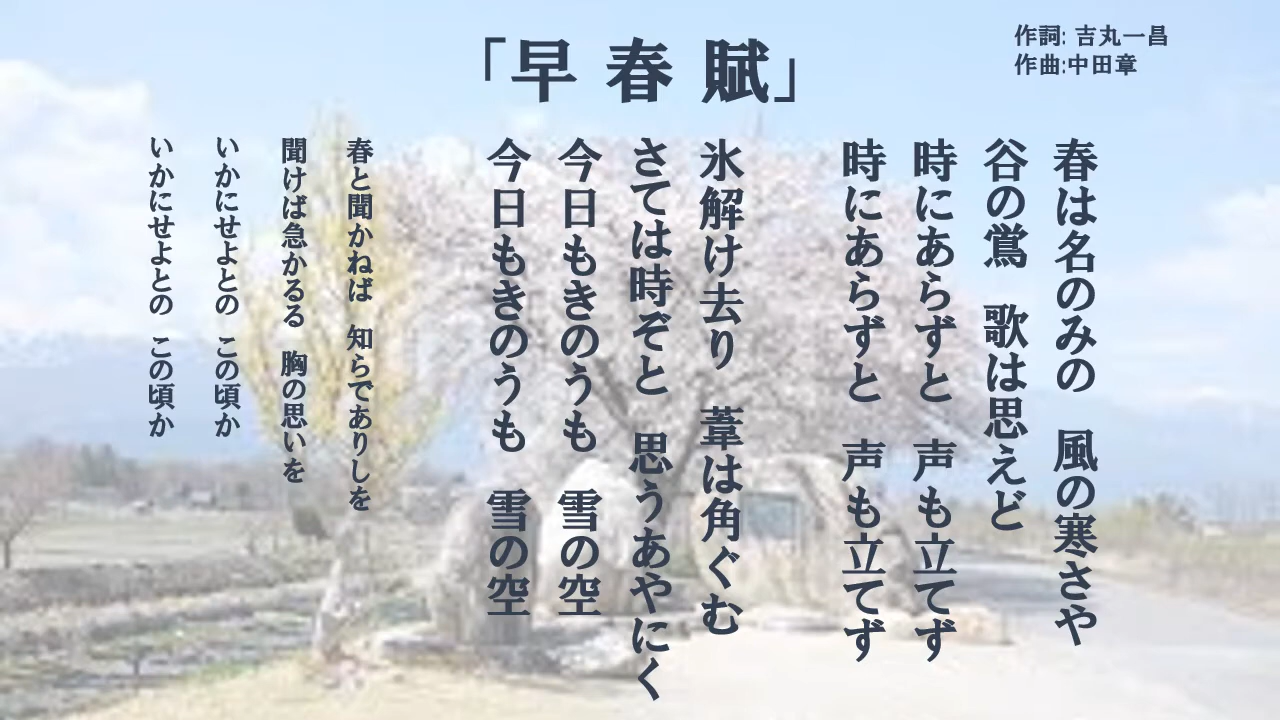 「早春賦」
作詞: 吉丸一昌
作曲:中田章
春は名のみの 風の寒さや
谷の鴬 歌は思えど
時にあらずと 声も立てず
時にあらずと 声も立てず
氷解け去り 葦は角ぐむ
さては時ぞと 思うあやにく
今日もきのうも 雪の空
今日もきのうも 雪の空
春と聞かねば 知らでありしを
聞けば急かるる 胸の思いを
いかにせよとの この頃か
いかにせよとの この頃か